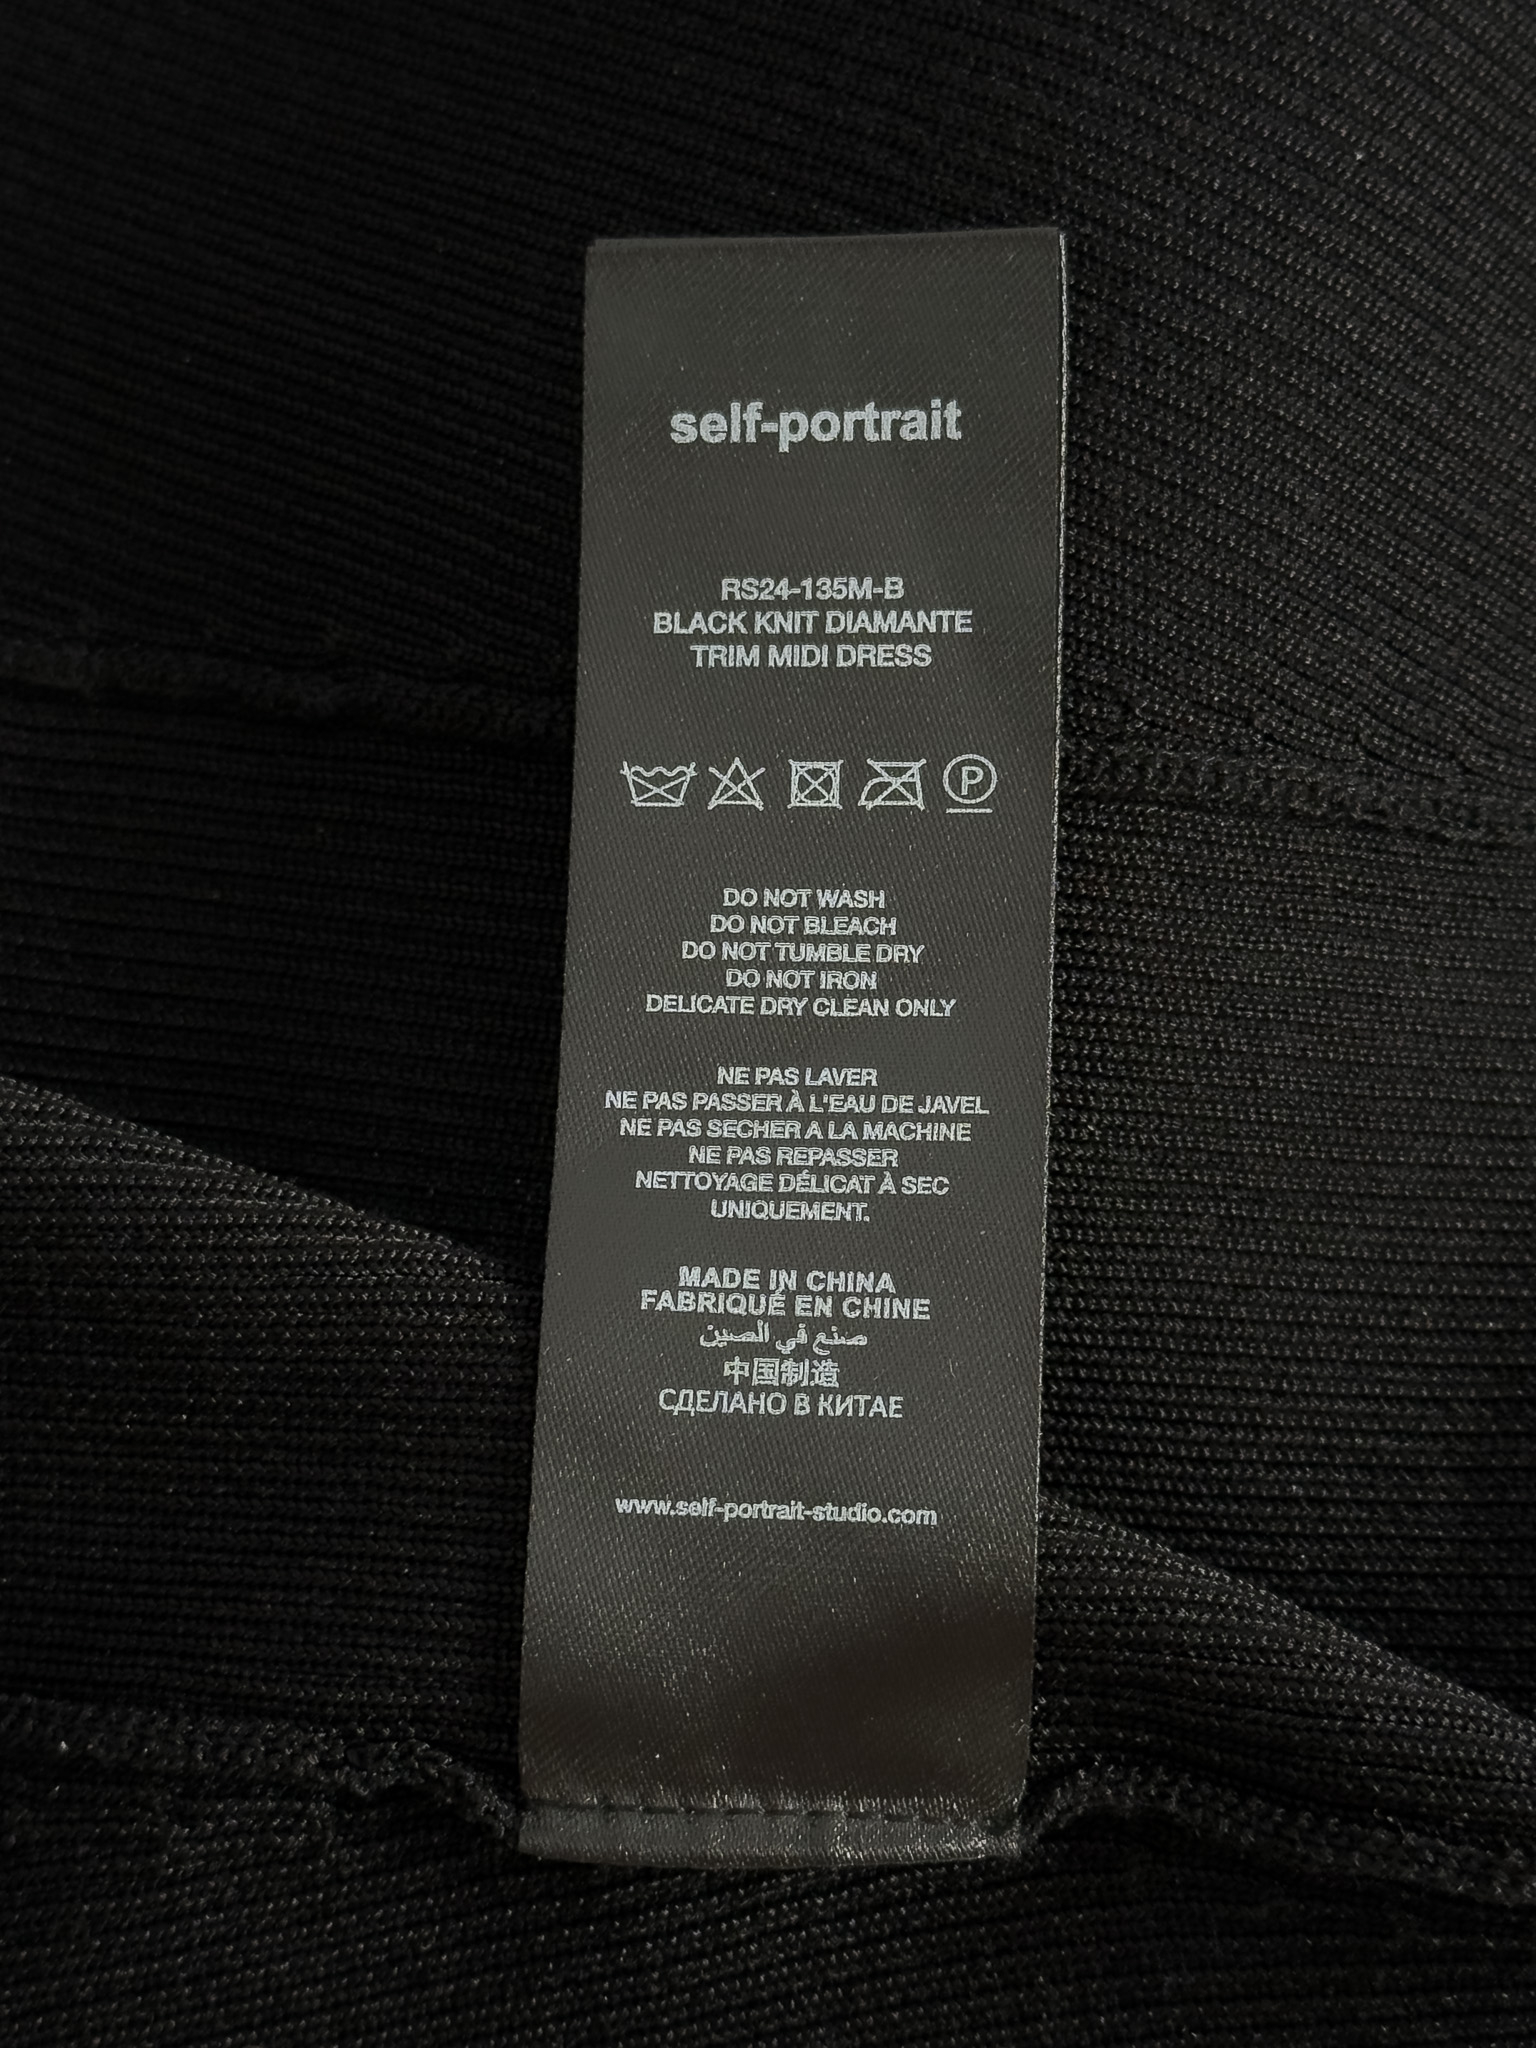 self-portrait
RS24-135M-B
BLACK KNIT DIAMANTE
TRIM MIDI DRESS
P
DO NOT WASH
DO NOT BLEACH
DO NOT TUMBLE DRY
DO NOT IRON
DELICATE DRY CLEAN ONLY
NE PAS LAVER
NE PAS PASSER À L'EAU DE JAVEL
NE PAS SECHER A LA MACHINE
NE PAS REPASSER
NETTOYAGE DÉLICAT À SEC
UNIQUEMENT.
MADE IN CHINA
FABRIQUÉ EN CHINE
صنع في الصين
中国制造
СДЕЛАНО В КИТАЕ
www.self-portrait-studio.com